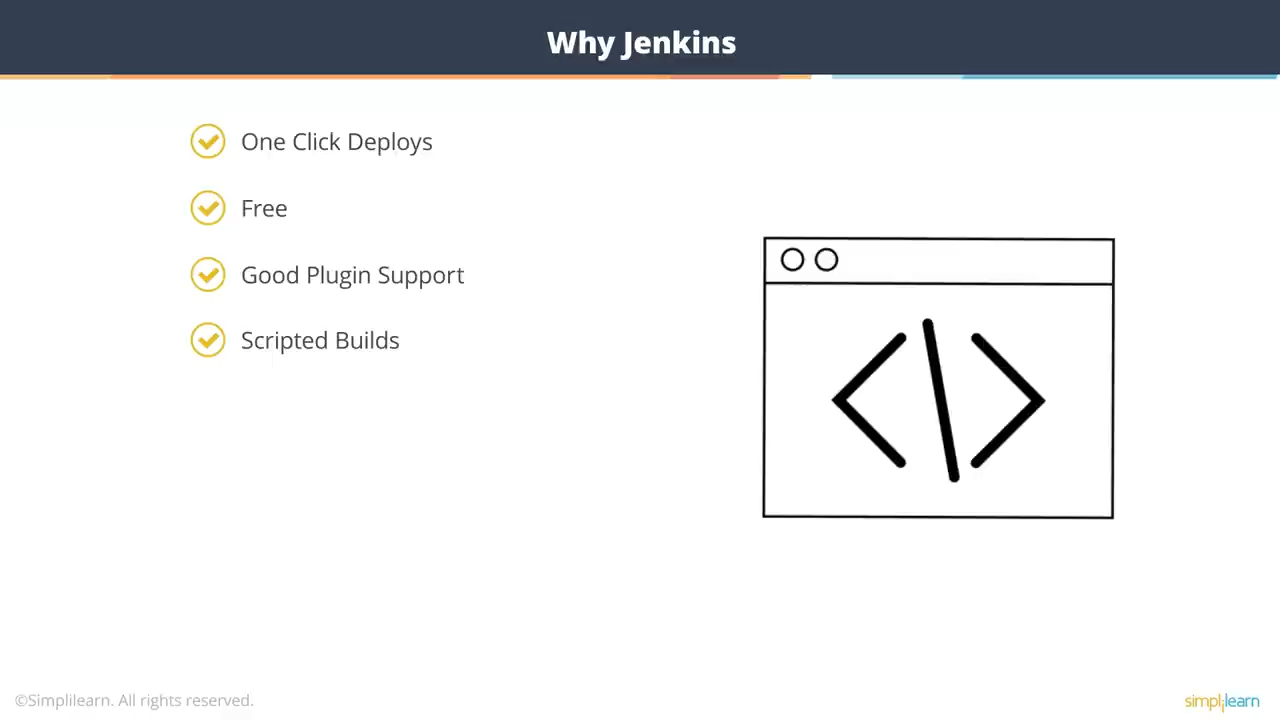 Why Jenkins
One Click Deploys
Free
Good Plugin Support
Scripted Builds
©Simplilearn. All rights reserved.
simplilearn